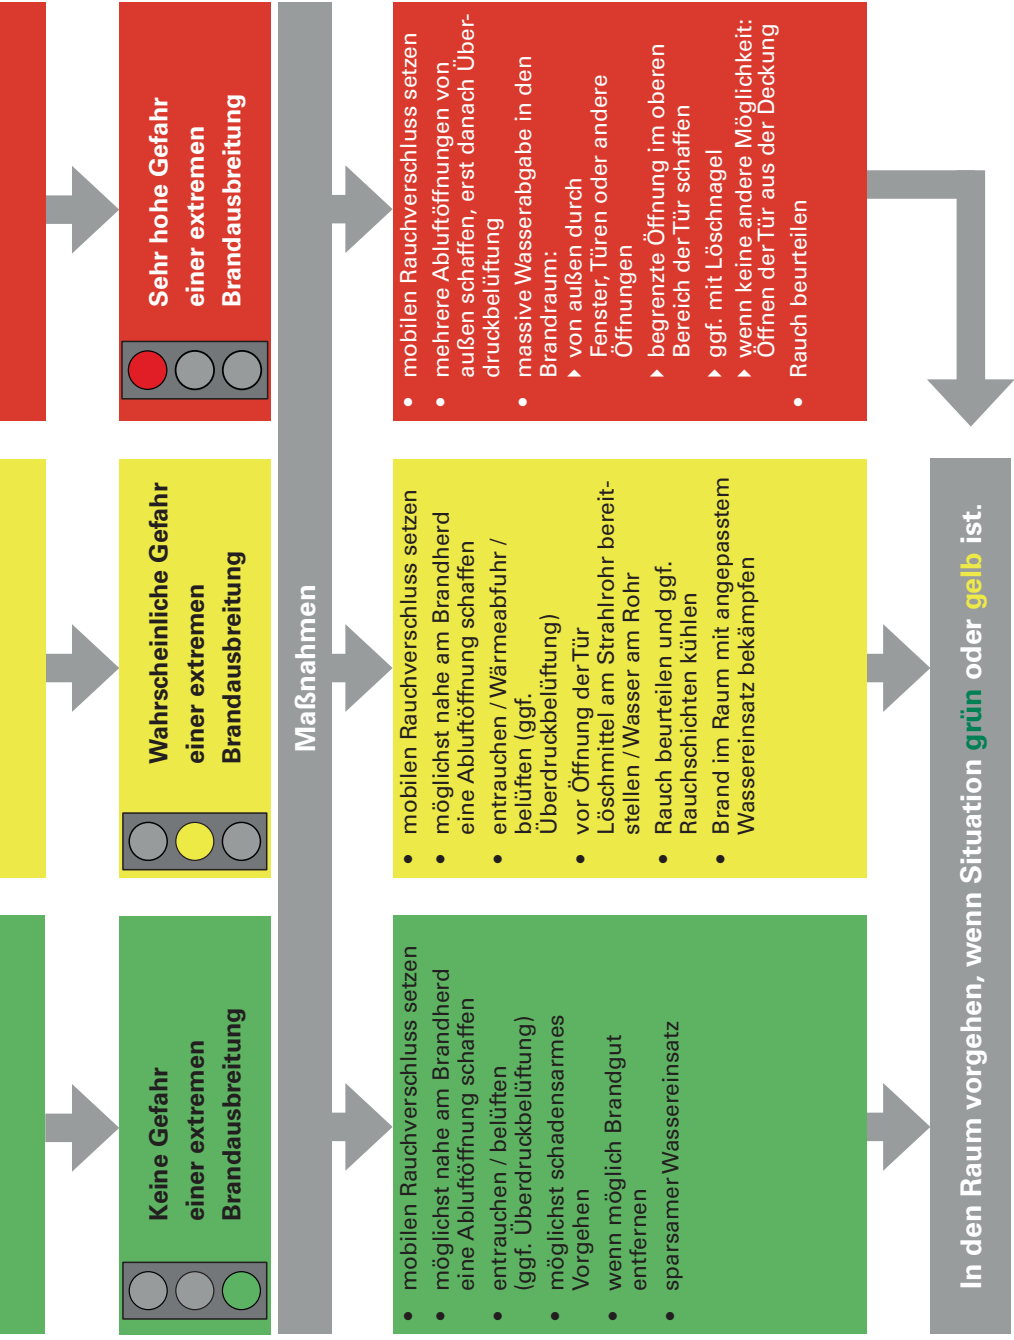 Keine Gefahr
einer extremen
Brandausbreitung
Wahrscheinliche Gefahr
einer extremen
Brandausbreitung
Sehr hohe Gefahr
einer extremen
Brandausbreitung
Maßnahmen
• mobilen Rauchverschluss setzen
• möglichst nahe am Brandherd
eine Abluftöffnung schaffen
• entrauchen / belüften
(ggf. Überdruckbelüftung)
• möglichst schadensarmes
Vorgehen
• wenn möglich Brandgut
entfernen
• sparsamer Wassereinsatz
• mobilen Rauchverschluss setzen
• möglichst nahe am Brandherd
eine Abluftöffnung schaffen
• entrauchen / Wärmeabfuhr /
belüften (ggf.
Überdruckbelüftung)
• vor Öffnung der Tür
Löschmittel am Strahlrohr bereit-
stellen / Wasser am Rohr
• Rauch beurteilen und ggf.
Rauchschichten kühlen
• Brand im Raum mit angepasstem
Wassereinsatz bekämpfen
• mobilen Rauchverschluss setzen
• mehrere Abluftöffnungen von
außen schaffen, erst danach Über-
druckbelüftung
• massive Wasserabgabe in den
Brandraum:
▸ von außen durch
Fenster, Türen oder andere
Öffnungen
▸ begrenzte Öffnung im oberen
Bereich der Tür schaffen
▸ ggf. mit Löschnagel
▸ wenn keine andere Möglichkeit:
Öffnen der Tür aus der Deckung
• Rauch beurteilen
In den Raum vorgehen, wenn Situation grün oder gelb ist.